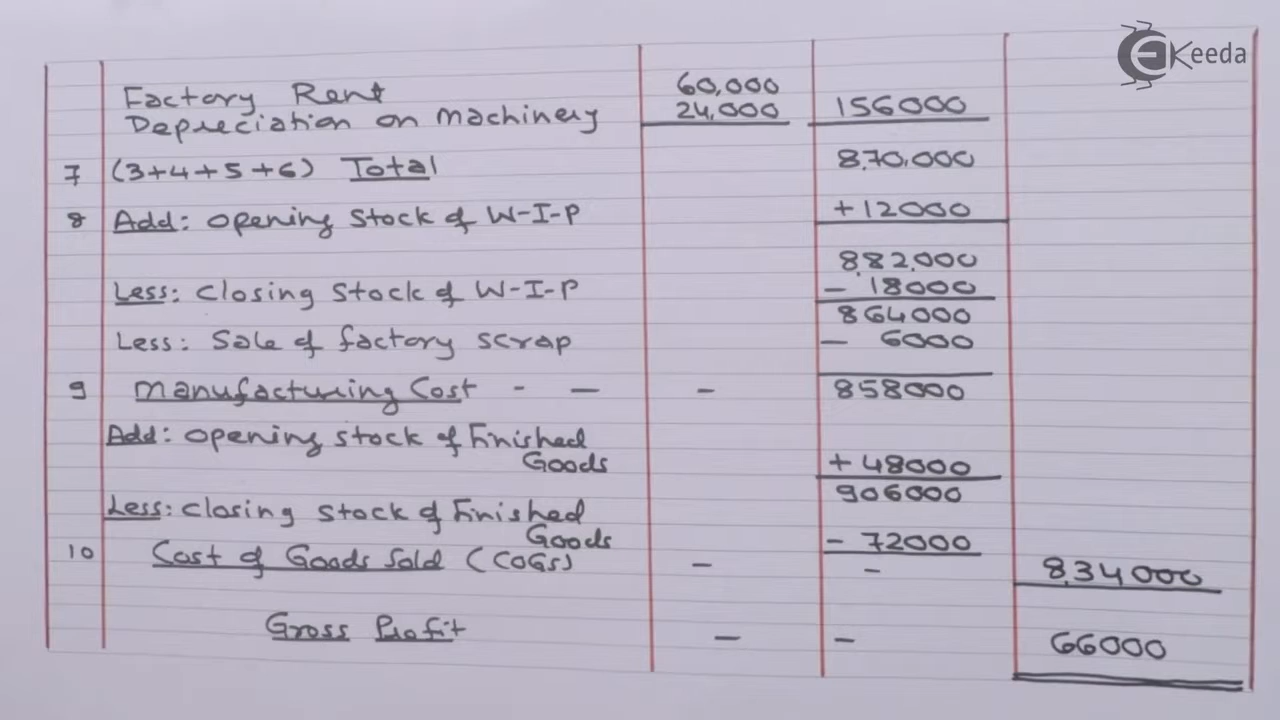 EKeeda
Factory Rent 60,000
Depreciation on machinery 24,000 156000
7 (3+4+5+6) Total 8,70,000
8 Add: opening stock of W-I-P +12000
8,82,000
Less: closing stock of W-I-P - 18000
864000
Less: Sale of factory scrap - 6000
9 Manufacturing Cost - - - 858000
Add: opening stock of Finished
Goods +48000
906000
Less: closing stock of Finished
Goods - 72000
10 Cost of Goods Sold (COGS) - - 8,34000
Gross Profit - - 66000